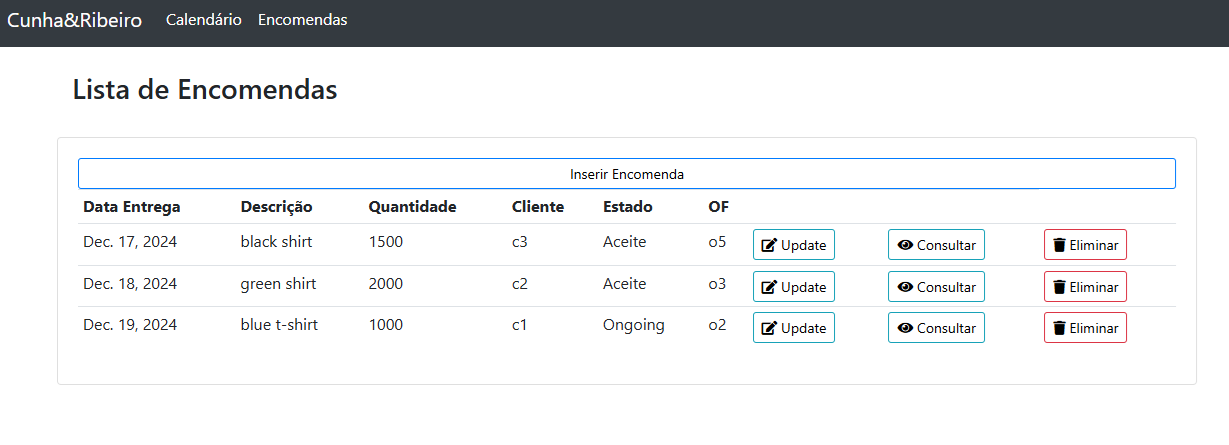 Cunha&Ribeiro Calendário Encomendas
Lista de Encomendas
Inserir Encomenda
Data Entrega Descrição Quantidade Cliente Estado OF
Dec. 17, 2024 black shirt 1500 c3 Aceite o5 Update Consultar Eliminar
Dec. 18, 2024 green shirt 2000 c2 Aceite o3 Update Consultar Eliminar
Dec. 19, 2024 blue t-shirt 1000 c1 Ongoing o2 Update Consultar Eliminar